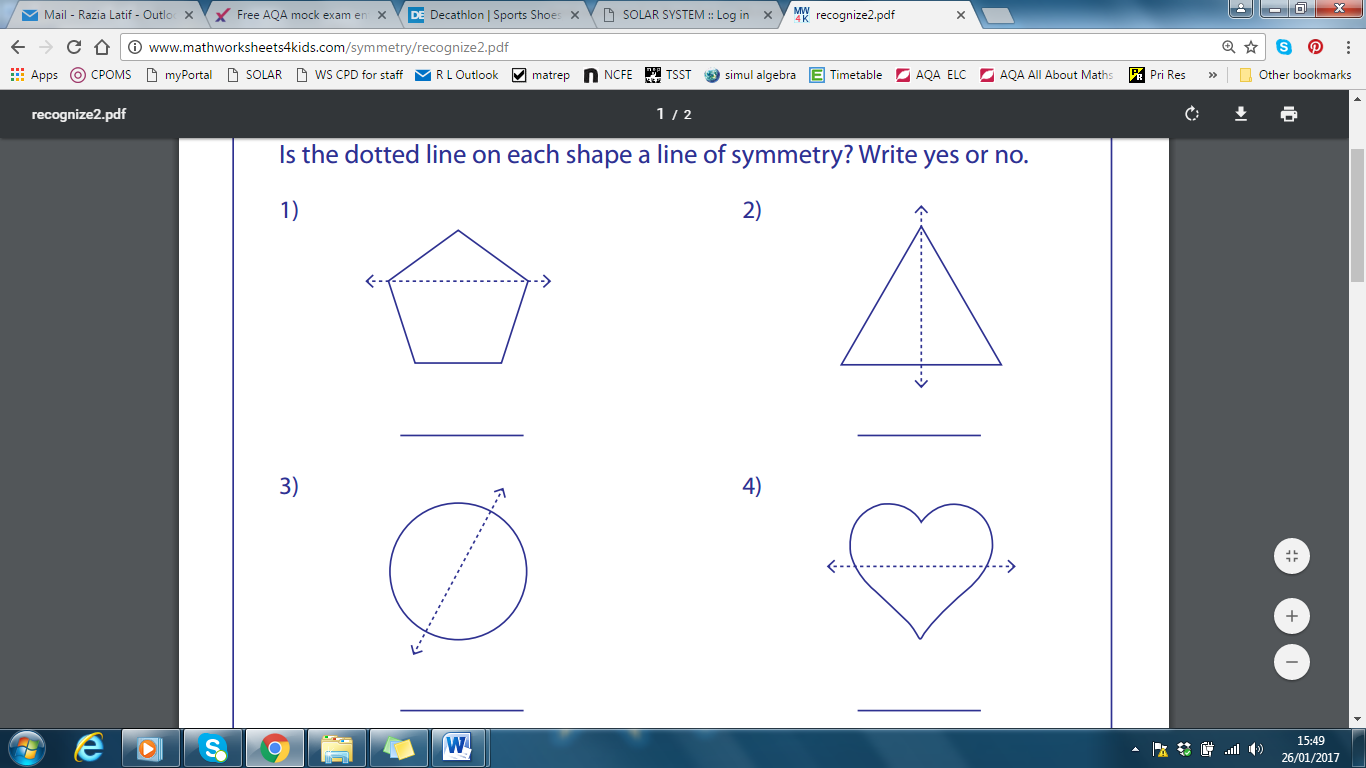 Mail - Razia Latif - Outlo
Free AQA mock exam en
DE Decathlon | Sports Shoes
SOLAR SYSTEM :: Log in
MW 4K recognize2.pdf
www.mathworksheets4kids.com/symmetry/recognize2.pdf
Apps CPOMS myPortal SOLAR WS CPD for staff R L Outlook matrep NCFE TSST simul algebra Timetable AQA ELC AQA All About Maths Pri Res » Other bookmarks
recognize2.pdf 1 / 2
Is the dotted line on each shape a line of symmetry? Write yes or no.
1) 2)
3) 4)
15:49
26/01/2017